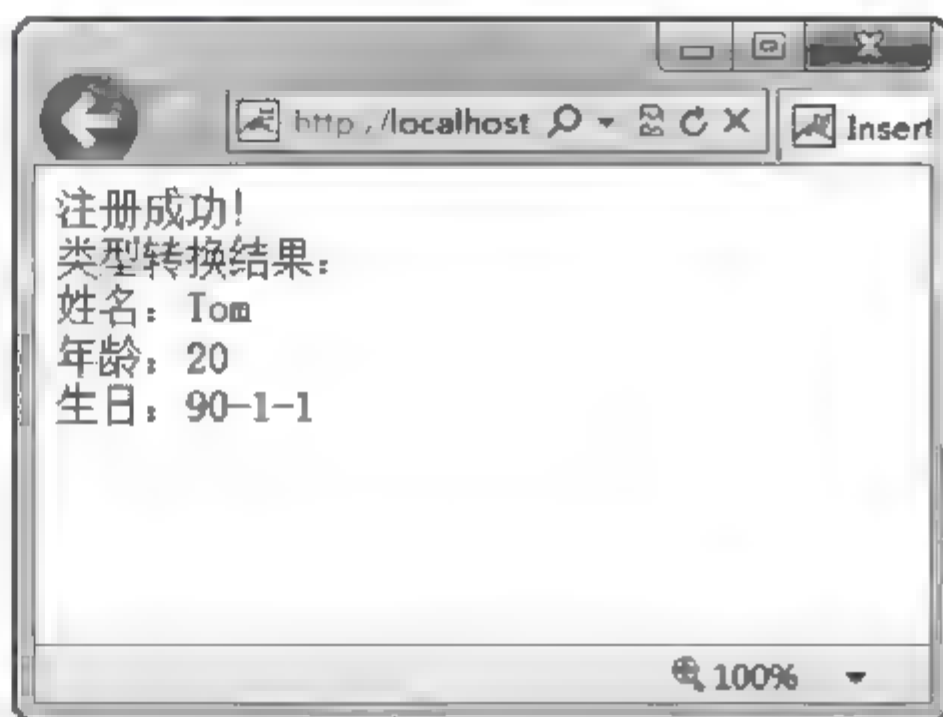 http://localhost
Insert
注册成功!
类型转换结果:
姓名: Tom
年龄: 20
生日: 90-1-1
100%